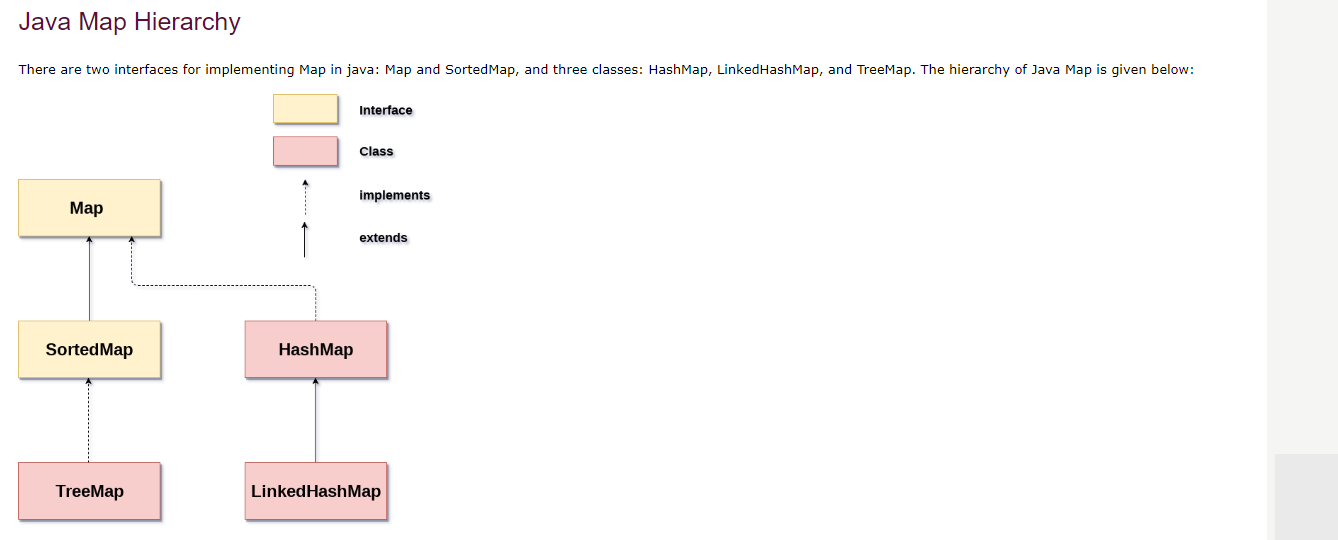 Java Map Hierarchy
There are two interfaces for implementing Map in java: Map and SortedMap, and three classes: HashMap, LinkedHashMap, and TreeMap. The hierarchy of Java Map is given below:
Interface
Class
implements
extends
Map
SortedMap
HashMap
TreeMap
LinkedHashMap